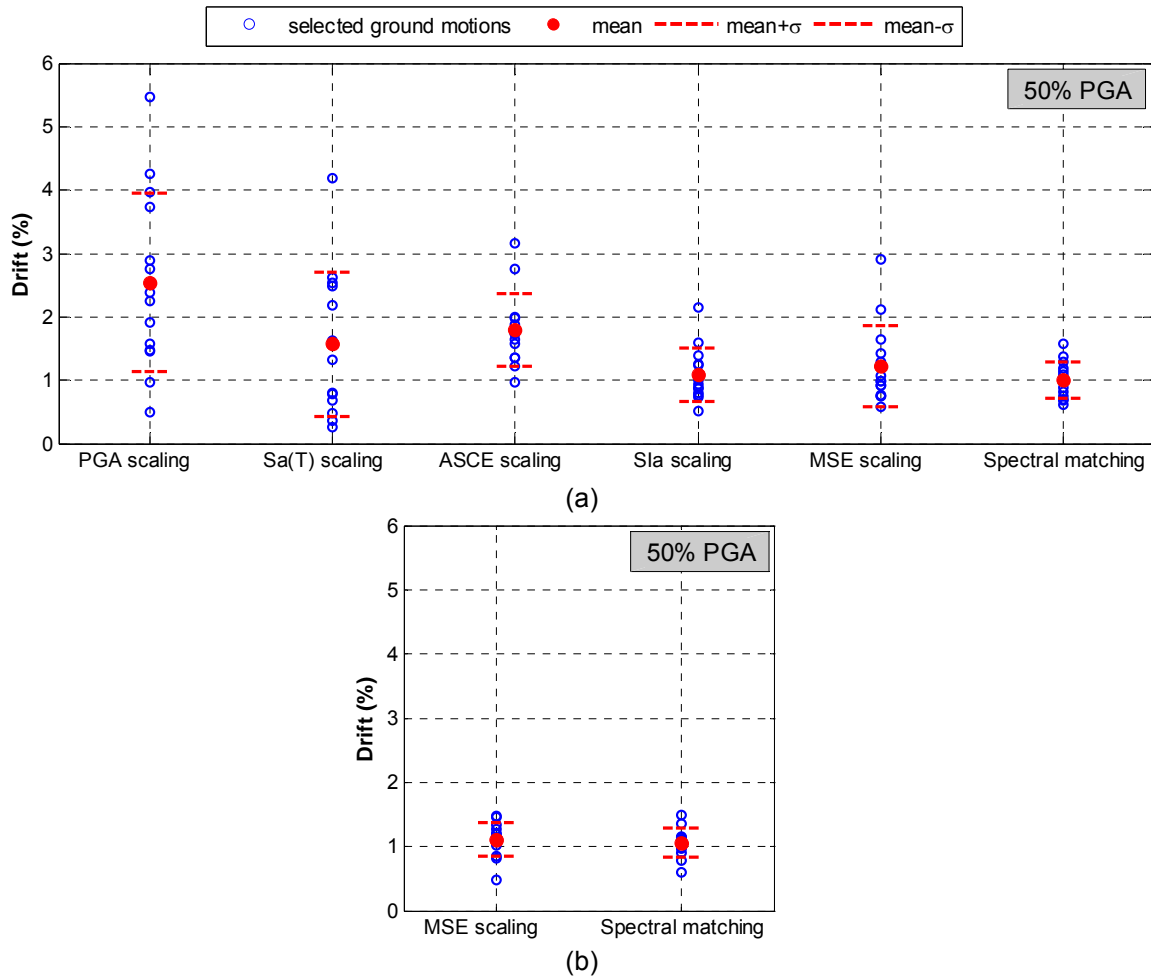 selected ground motions mean mean+σ mean-σ
50% PGA
6
5
4
3
2
1
0
Drift (%)
PGA scaling Sa(T) scaling ASCE scaling SIa scaling MSE scaling Spectral matching
(a)
50% PGA
6
5
4
3
2
1
0
Drift (%)
MSE scaling Spectral matching
(b)